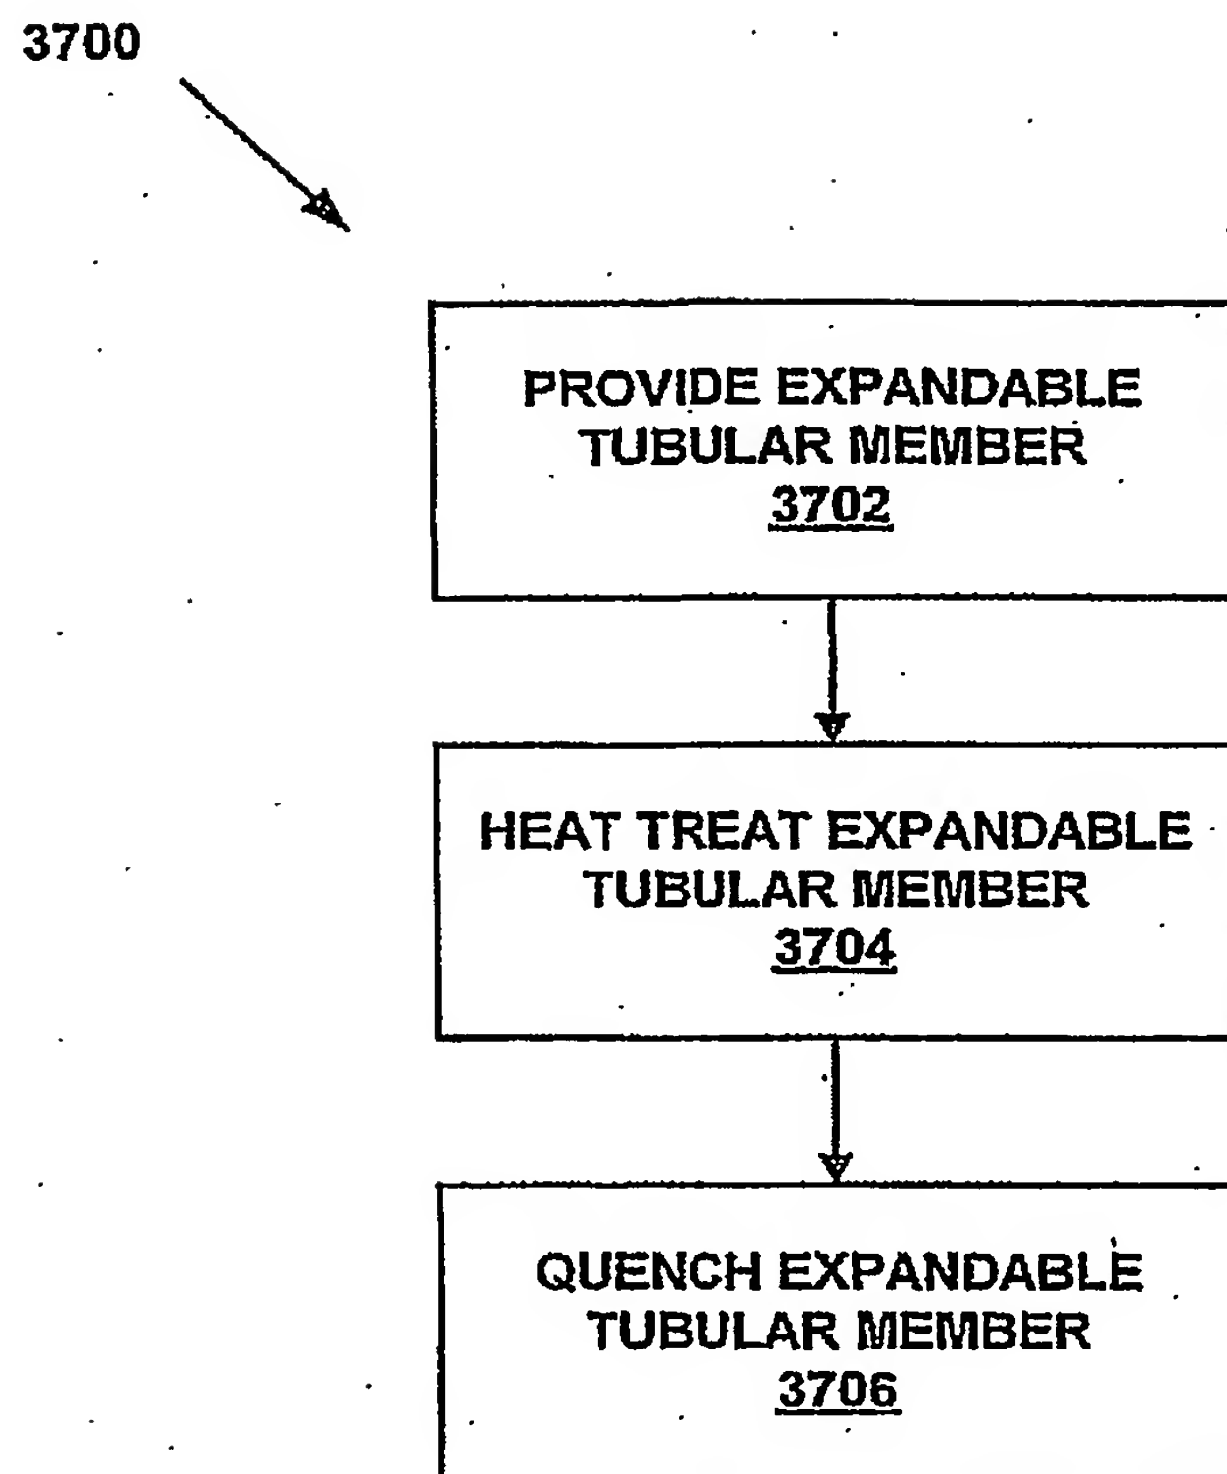 3700
PROVIDE EXPANDABLE
TUBULAR MEMBER
3702
HEAT TREAT EXPANDABLE
TUBULAR MEMBER
3704
QUENCH EXPANDABLE
TUBULAR MEMBER
3706